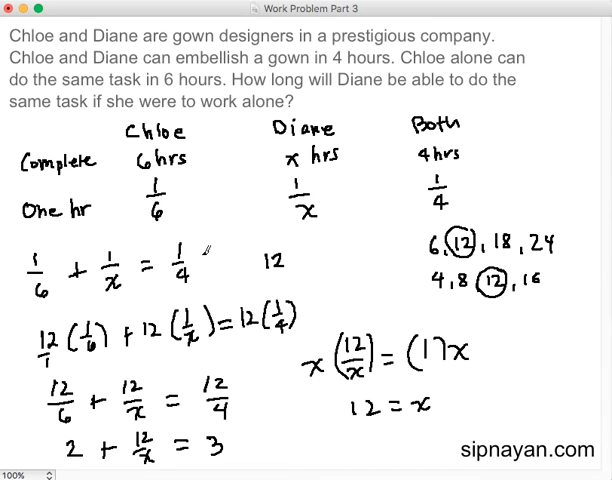 Work Problem Part 3
Chloe and Diane are gown designers in a prestigious company.
Chloe and Diane can embellish a gown in 4 hours. Chloe alone can
do the same task in 6 hours. How long will Diane be able to do the
same task if she were to work alone?
Chloe Diane Both
Complete 6hrs x hrs 4hrs
One hr 1/6 1/x 1/4
1/6 + 1/x = 1/4 12
6, 12, 18, 24
4, 8 12, 16
12/1 (1/6) + 12 (1/x) = 12 (1/4)
12/6 + 12/x = 12/4
2 + 12/x = 3
x (12/x) = (1)x
12 = x
sipnayan.com
100%